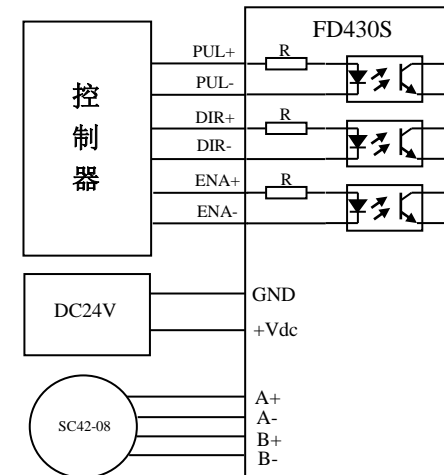 FD430S
控
制
器
PUL+
R
PUL-
DIR+
R
DIR-
ENA+
R
ENA-
DC24V
GND
+Vdc
SC42-08
A+
A-
B+
B-